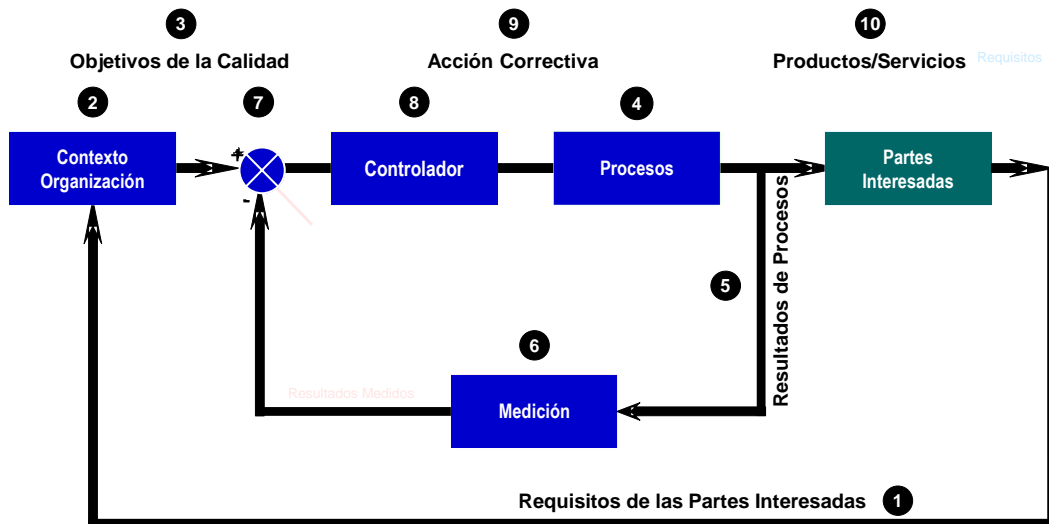 3
9
10
Objetivos de la Calidad
Acción Correctiva
Productos/Servicios
Requisitos
2
7
8
4
Contexto
Organización
+
-
Controlador
Procesos
Partes
Interesadas
5
Resultados de Procesos
6
Resultados Medidos
Medición
Requisitos de las Partes Interesadas
1